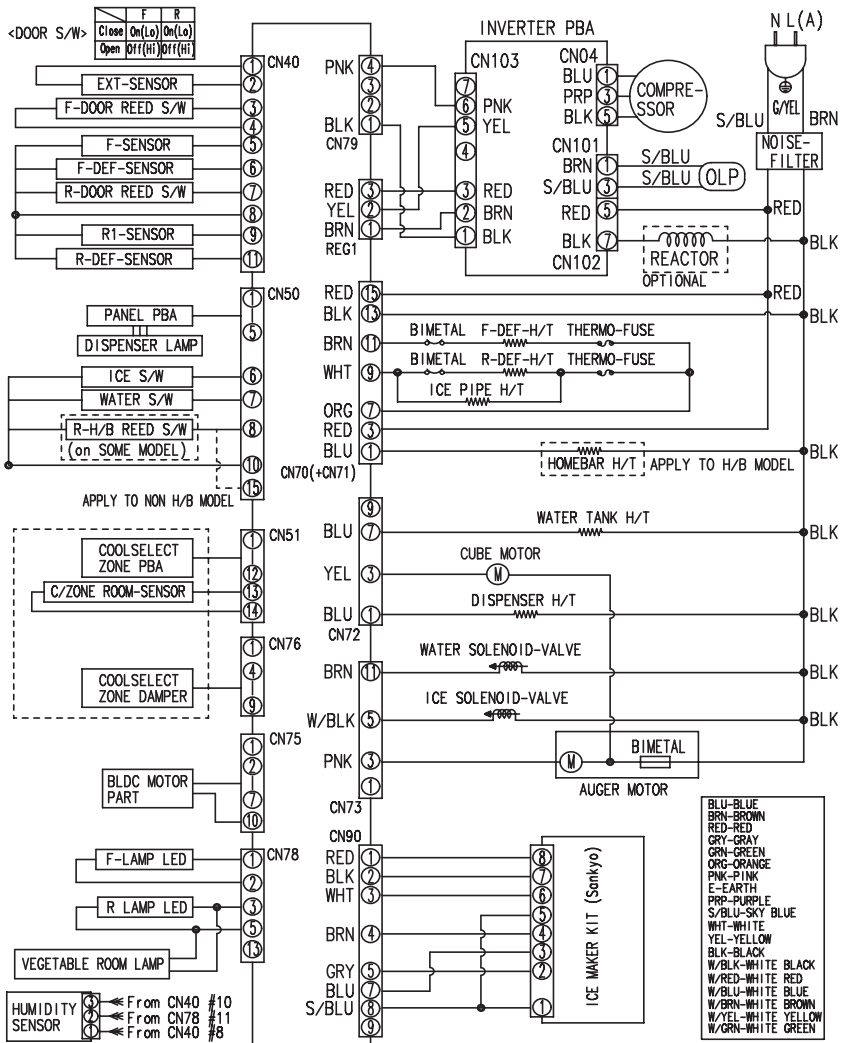 <DOOR S/W>
F R
Close On(Lo) On(Lo)
Open Off(Hi) Off(Hi)
CN40
1
2
3
4
5
6
7
8
9
11
EXT-SENSOR
F-DOOR REED S/W
F-SENSOR
F-DEF-SENSOR
R-DOOR REED S/W
R1-SENSOR
R-DEF-SENSOR
CN50
1
5
6
7
8
10
15
PANEL PBA
DISPENSER LAMP
ICE S/W
WATER S/W
R-H/B REED S/W
(on SOME MODEL)
APPLY TO NON H/B MODEL
CN51
1
12
13
14
COOLSELECT
ZONE PBA
C/ZONE ROOM-SENSOR
CN76
1
4
9
COOLSELECT
ZONE DAMPER
CN75
1
2
7
10
BLDC MOTOR
PART
CN78
1
2
3
5
13
F-LAMP LED
R LAMP LED
VEGETABLE ROOM LAMP
HUMIDITY
SENSOR
3 From CN40 #10
2 From CN78 #11
1 From CN40 #8
PNK 4
3
2
BLK 1
CN79
RED 3
YEL 2
BRN 1
REG1
INVERTER PBA
CN103
7
6 PNK
5 YEL
4
3 RED
2 BRN
1 BLK
CN04
BLU 1
PRP 3
BLK 5
COMPRE-
SSOR
CN101
BRN 1 S/BLU
S/BLU 3 S/BLU
OLP
RED 5
BLK 7
CN102
REACTOR
OPTIONAL
N L(A)
G/YEL
S/BLU
BRN
NOISE-
FILTER
RED
BLK
RED 15
RED
BLK 13
BLK
BRN 11
BIMETAL F-DEF-H/T THERMO-FUSE
WHT 9
BIMETAL R-DEF-H/T THERMO-FUSE
ICE PIPE H/T
ORG 7
RED 3
BLU 1
CN70(+CN71)
HOMEBAR H/T
APPLY TO H/B MODEL
BLK
9
BLU 7
WATER TANK H/T
BLK
YEL 3
CUBE MOTOR
M
BLU 1
DISPENSER H/T
BLK
CN72
BRN 11
WATER SOLENOID-VALVE
BLK
W/BLK 5
ICE SOLENOID-VALVE
BLK
PNK 3
M
BIMETAL
AUGER MOTOR
1
CN73
CN90
RED 1
BLK 2
WHT 3
BRN 4
GRY 5
BLU 7
S/BLU 8
9
8
7
6
5
4
3
2
1
ICE MAKER KIT (Sankyo)
BLU-BLUE
BRN-BROWN
RED-RED
GRY-GRAY
GRN-GREEN
ORG-ORANGE
PNK-PINK
E-EARTH
PRP-PURPLE
S/BLU-SKY BLUE
WHT-WHITE
YEL-YELLOW
BLK-BLACK
W/BLK-WHITE BLACK
W/RED-WHITE RED
W/BLU-WHITE BLUE
W/BRN-WHITE BROWN
W/YEL-WHITE YELLOW
W/GRN-WHITE GREEN